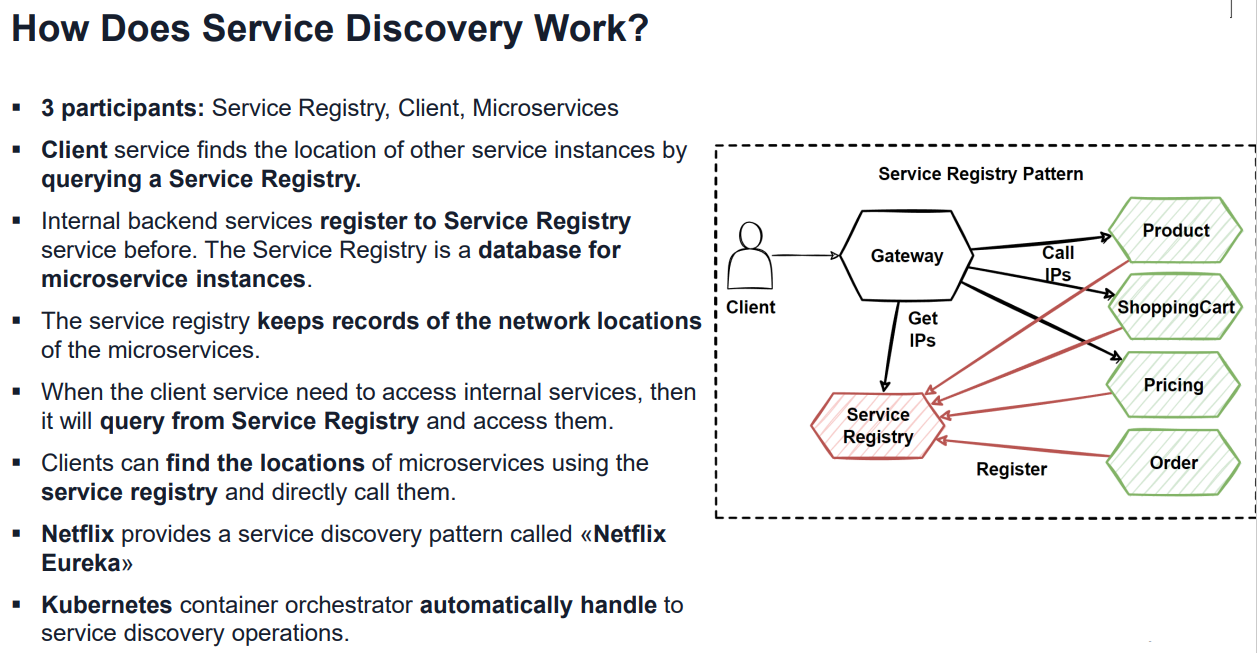 How Does Service Discovery Work?
▪ 3 participants: Service Registry, Client, Microservices
▪ Client service finds the location of other service instances by
querying a Service Registry.
▪ Internal backend services register to Service Registry
service before. The Service Registry is a database for
microservice instances.
▪ The service registry keeps records of the network locations
of the microservices.
▪ When the client service need to access internal services, then
it will query from Service Registry and access them.
▪ Clients can find the locations of microservices using the
service registry and directly call them.
▪ Netflix provides a service discovery pattern called «Netflix
Eureka»
▪ Kubernetes container orchestrator automatically handle to
service discovery operations.
Service Registry Pattern
Client
Gateway
Call
IPs
Get
IPs
Product
ShoppingCart
Pricing
Order
Service
Registry
Register